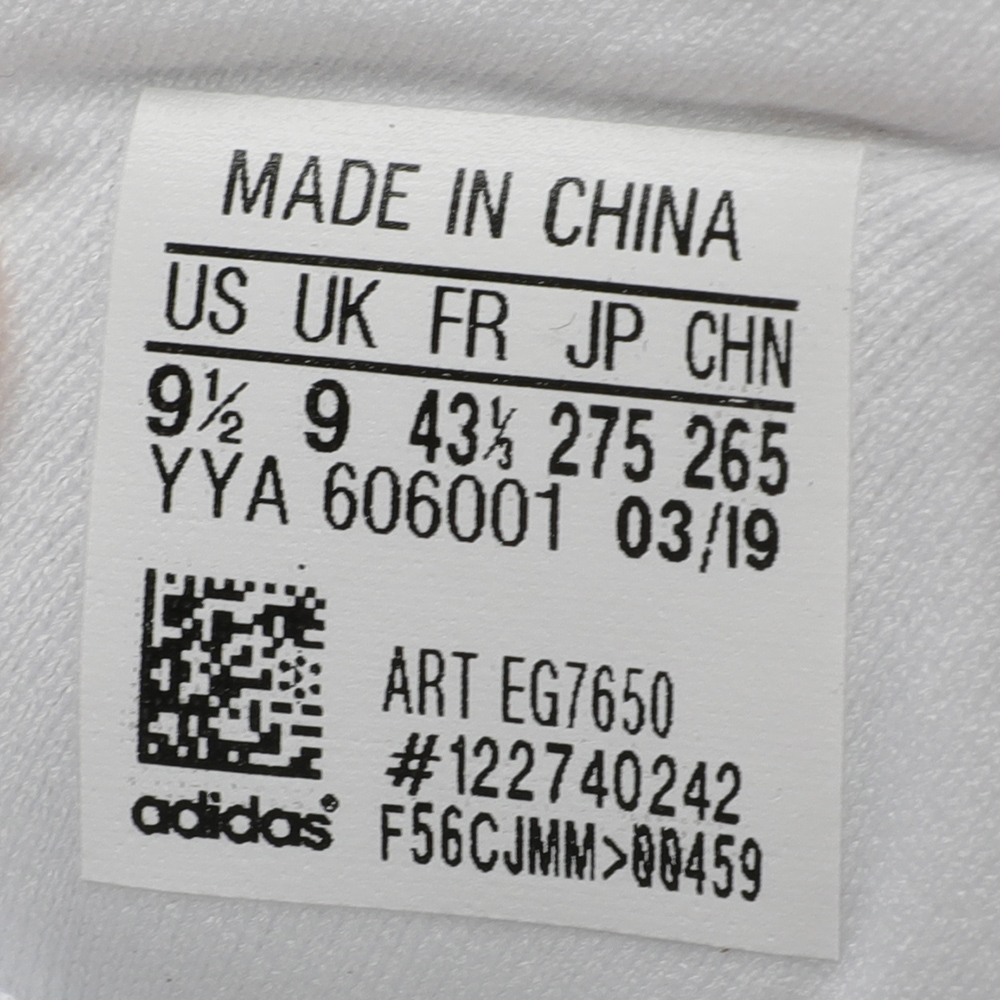 MADE IN CHINA
US UK FR JP CHN
9½ 9 43⅓ 275 265
YYA 606001 03/19
ART EG7650
#122740242
F56CJMM>00459
adidas®